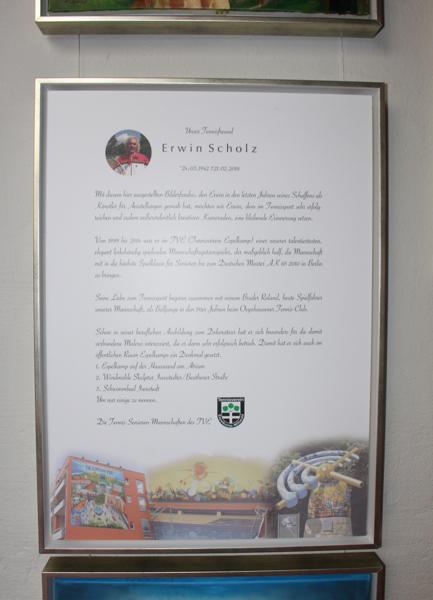 Unser Tennisfreund
Erwin Scholz
*24.05.1942 †21.02.2018
Mit diesem hier ausgestellten Bilderfundus, den Erwin in den letzten Jahren seines Schaffens als
Künstler für Ausstellungen gemalt hat, möchten wir Erwin, dem im Tennissport sehr erfolg-
reichen und zudem außerordentlich kreativen Kameraden, eine bleibende Erinnerung setzen.
Von 1999 bis 2016 war er im TVE (Tennisverein Espelkamp) einer unserer talentiertesten,
elegant linkshändig spielenden Mannschaftsspitzenspieler, der maßgeblich half, die Mannschaft
mit in die höchste Spielklasse für Senioren bis zum Deutschen Meister AK 65 2010 in Berlin
zu bringen.
Seine Liebe zum Tennissport begann zusammen mit seinem Bruder Roland, heute Spielführer
unserer Mannschaft, als Balljunge in den Jahren beim Oeynhausener Tennis-Club.
Schon in seiner beruflichen Ausbildung zum Dekorateur hat er sich besonders für die damit
verbundene Malerei interessiert, die er dann sehr erfolgreich betrieb. Damit hat er sich auch im
öffentlichen Raum Espelkamps ein Denkmal gesetzt.
1. Espelkamp auf der Hauswand am Atrium
2. Windmühle Skulptur Isenstedter/Beuthener Straße
3. Schwimmbad Isenstedt
Um nur einige zu nennen.
Die Tennis-Senioren Mannschaften des TVE